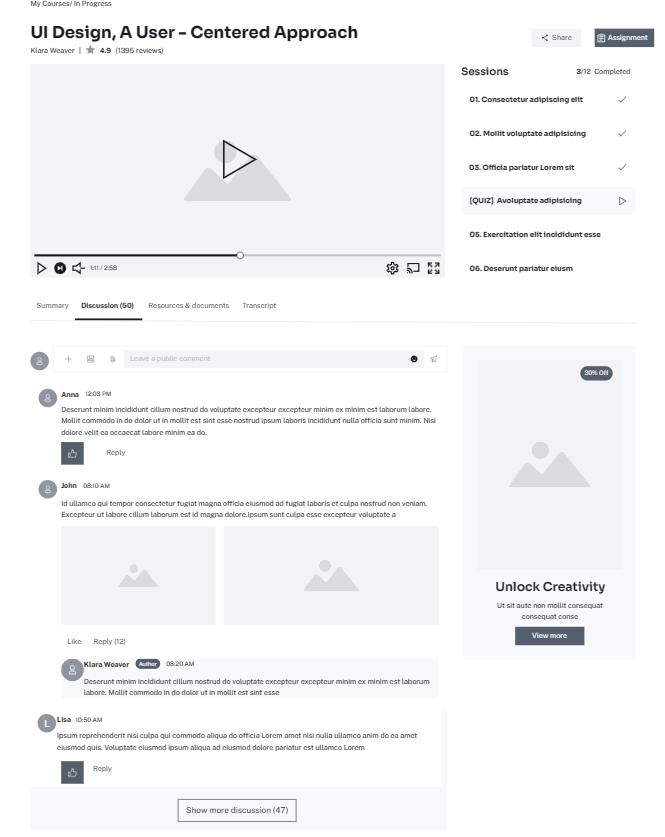 My Courses/ In Progress
UI Design, A User - Centered Approach
Klara Weaver | 4.9 (1395 reviews)
Share
Assignment
Sessions
3/12 Completed
01. Consectetur adipiscing elit
02. Mollit voluptate adipisicing
03. Officia pariatur Lorem sit
[QUIZ] Avoluptate adipisicing
05. Exercitation elit incididunt esse
06. Deserunt pariatur eiusm
1:11 / 2:58
Summary
Discussion (50)
Resources & documents
Transcript
Leave a public comment
Anna 12:03 PM
Deserunt minim incididunt cillum nostrud do voluptate excepteur excepteur minim ex minim est laborum labore.
Mollit commodo in do dolor ut in mollit est sint esse nostrud ipsum laboris incididunt nulla officia sunt minim. Nisi
dolore velit ea occaecat labore minim ea do.
Reply
John 08:10 AM
Id ullamco qui tempor consectetur fugiat magna officia eiusmod ad fugiat laboris et culpa nostrud non veniam.
Excepteur ut labore cillum laborum est id magna dolore.Ipsum sunt culpa esse excepteur voluptate a
Like Reply (12)
Klara Weaver Author 08:20 AM
Deserunt minim incididunt cillum nostrud do voluptate excepteur excepteur minim ex minim est laborum
labore. Mollit commodo in do dolor ut in mollit est sint esse
L
Lisa 10:50 AM
Ipsum reprehenderit nisi culpa qui commodo aliqua do officia Lorem amet nisi nulla ullamco anim do ea amet
eiusmod quis. Voluptate eiusmod ipsum aliqua ad eiusmod dolore pariatur est ullamco Lorem
Reply
Show more discussion (47)
30% Off
Unlock Creativity
Ut sit aute non mollit consequat
consequat conse
View more